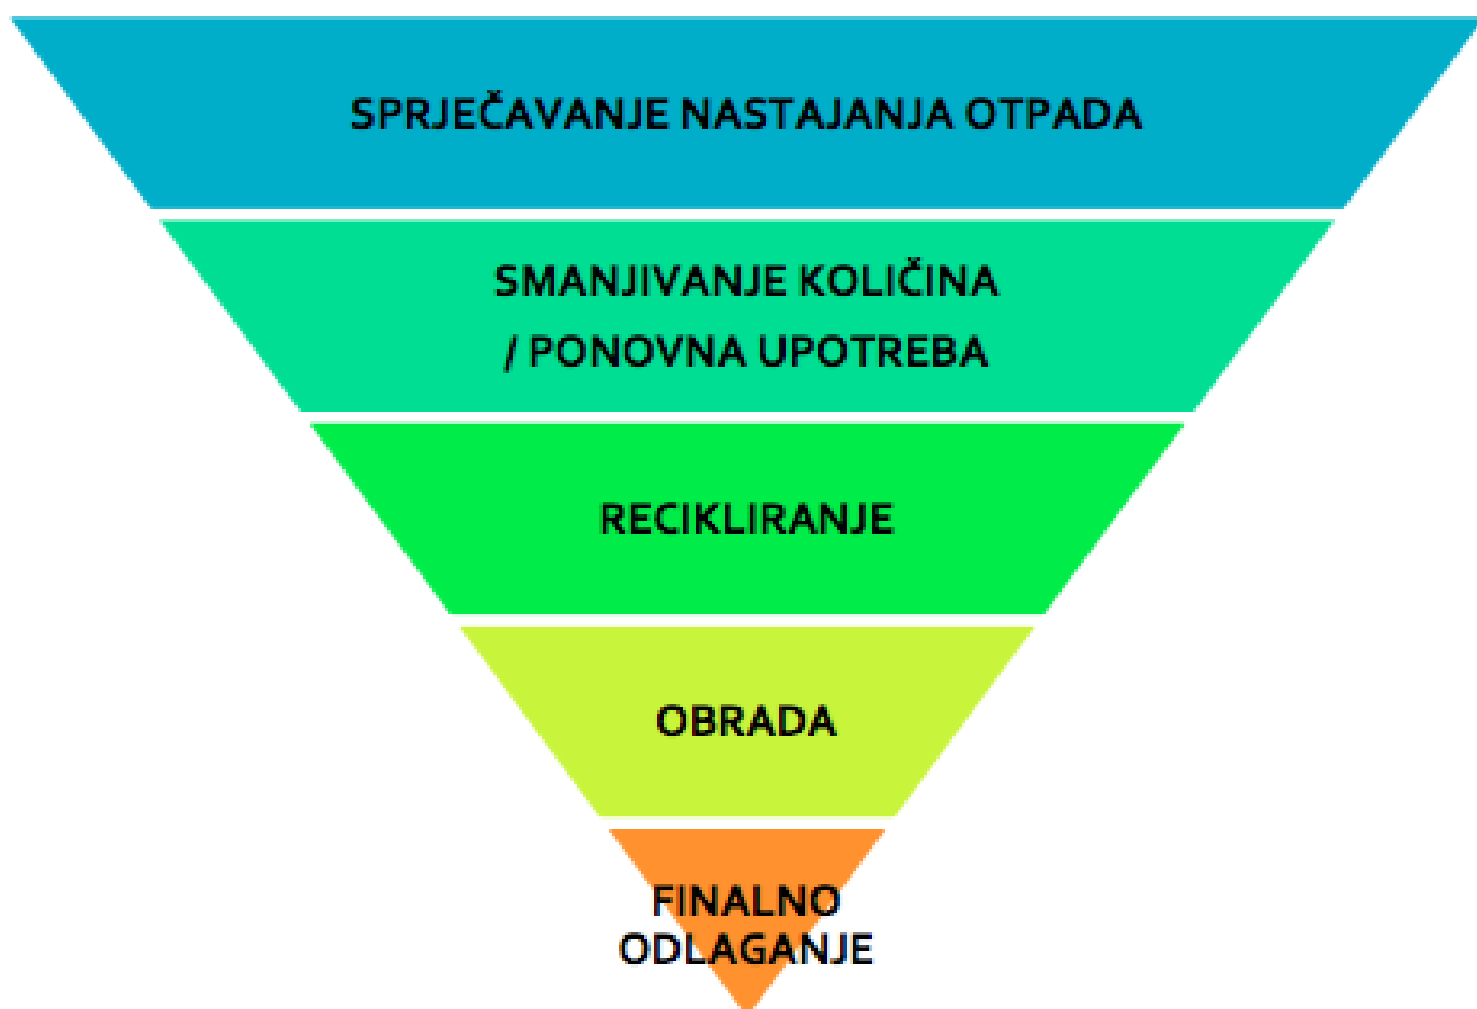 SPRJEČAVANJE NASTAJANJA OTPADA
SMANJIVANJE KOLIČINA
/ PONOVNA UPOTREBA
RECIKLIRANJE
OBRADA
FINALNO
ODLAGANJE